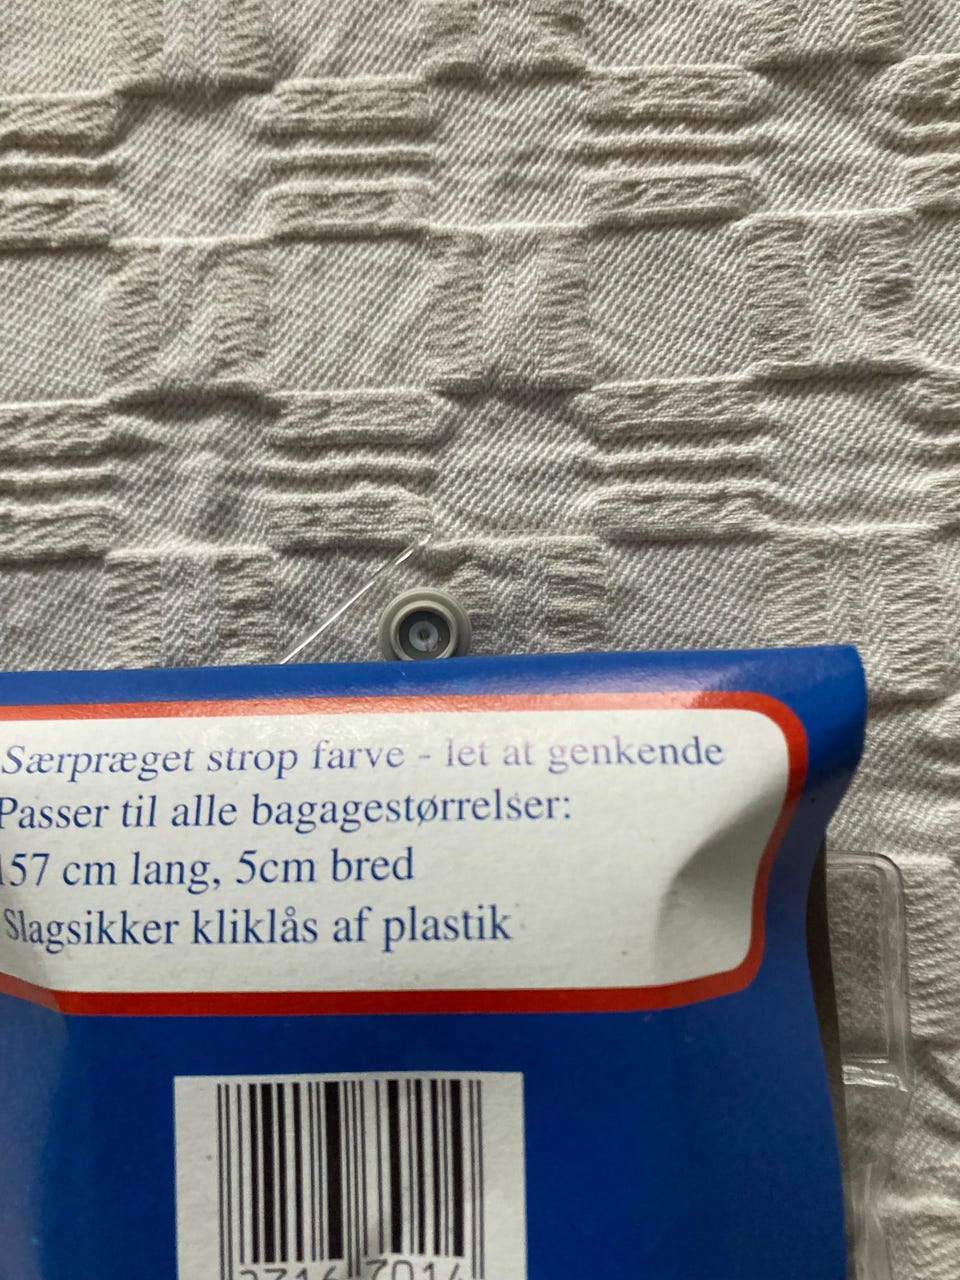 Særpræget strop farve - let at genkende
Passer til alle bagagestørrelser:
157 cm lang, 5cm bred
Slagsikker kliklås af plastik